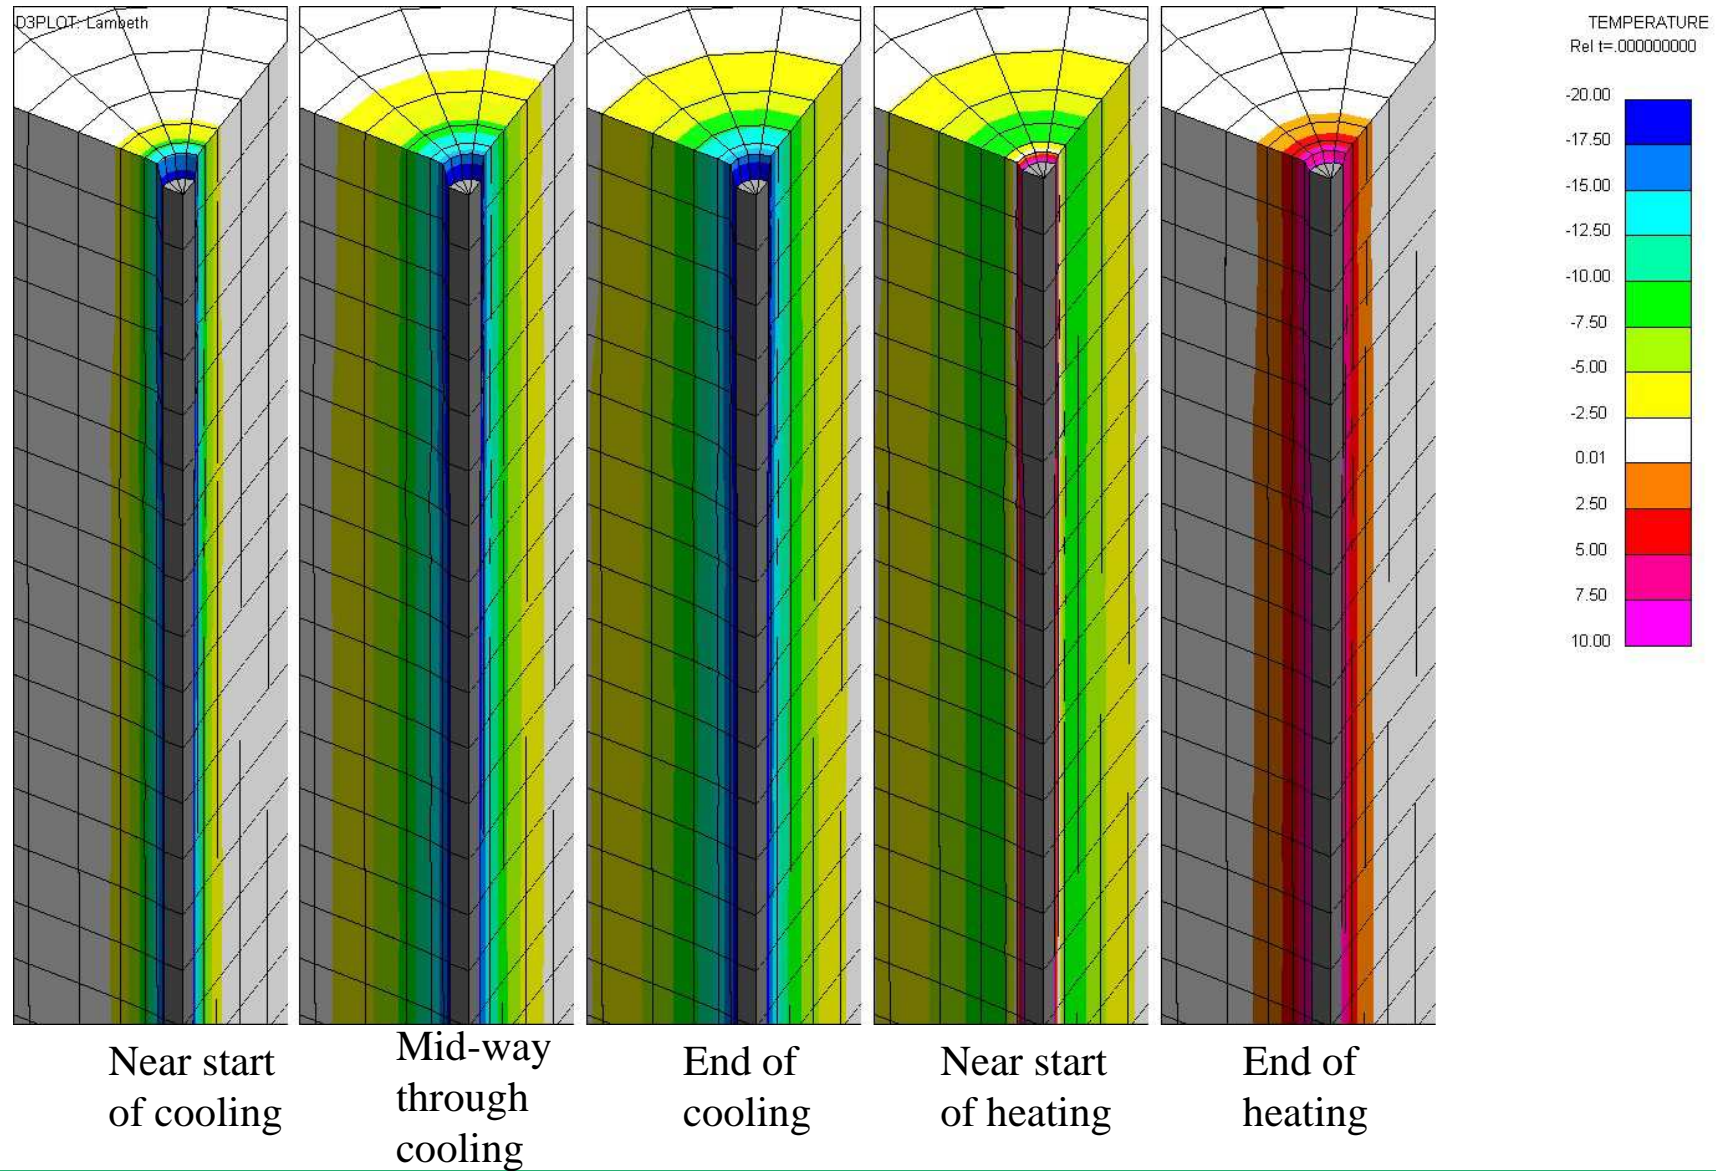 D3PLOT: Lambeth
TEMPERATURE
Rel t=.000000000
-20.00
-17.50
-15.00
-12.50
-10.00
-7.50
-5.00
-2.50
0.01
2.50
5.00
7.50
10.00
Near start
of cooling
Mid-way
through
cooling
End of
cooling
Near start
of heating
End of
heating